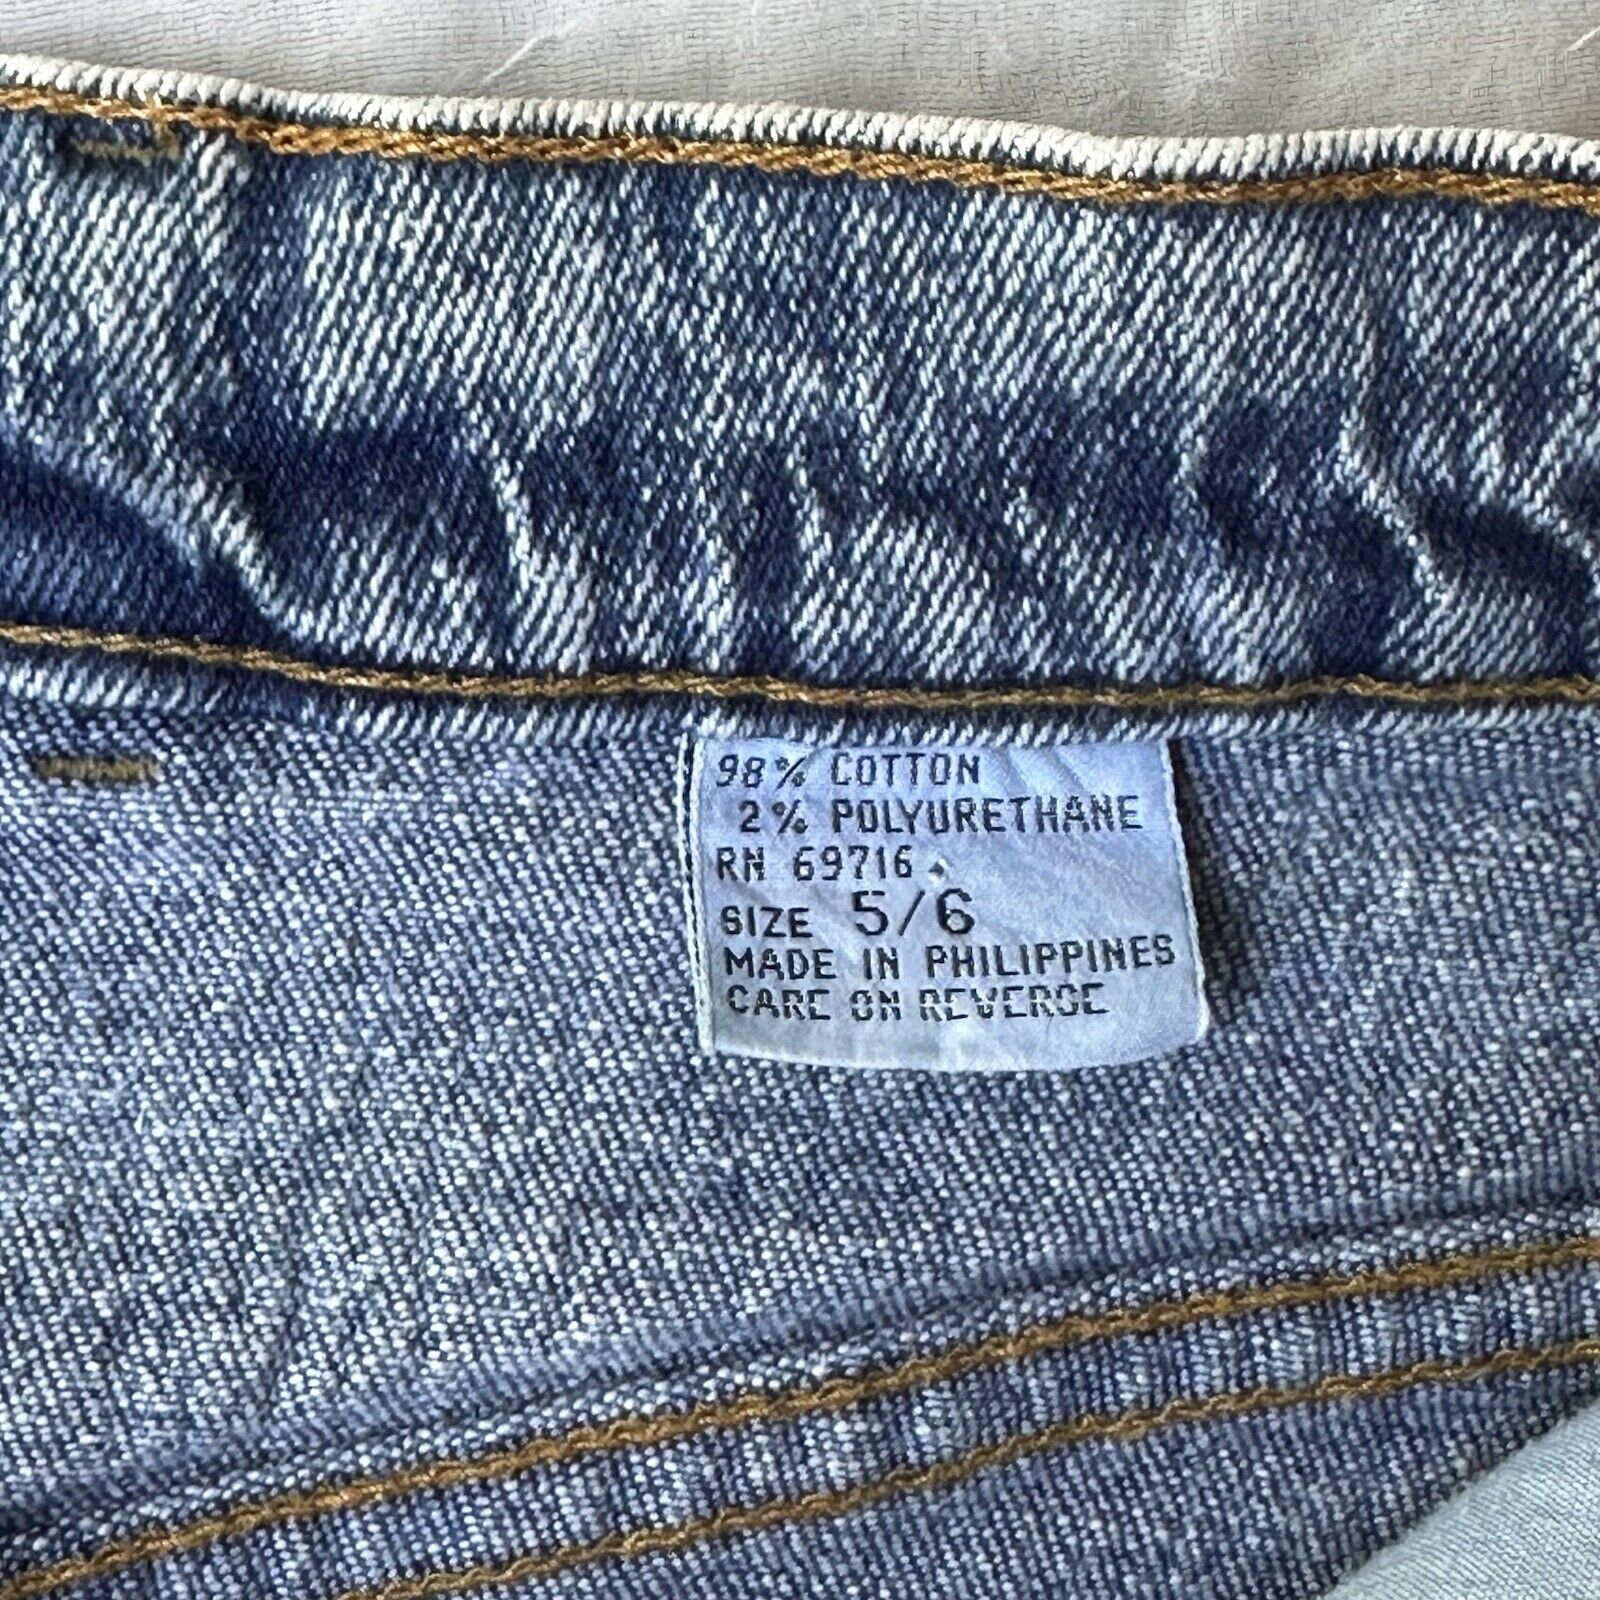 98% COTTON
2% POLYURETHANE
RN 69716
SIZE 5/6
MADE IN PHILIPPINES
CARE ON REVERSE